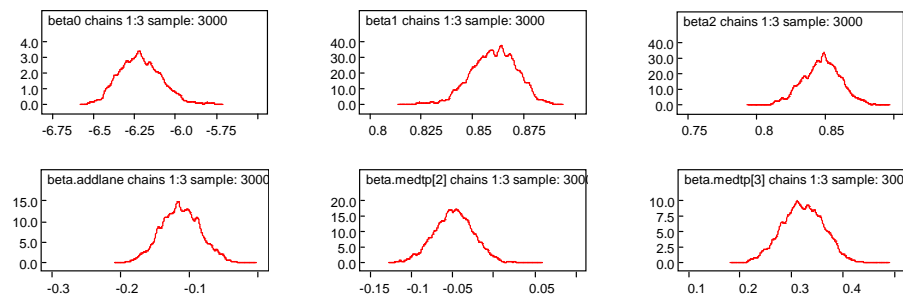 beta0 chains 1:3 sample: 3000
4.0
3.0
2.0
1.0
0.0
-6.75 -6.5 -6.25 -6.0 -5.75
beta1 chains 1:3 sample: 3000
40.0
30.0
20.0
10.0
0.0
0.8 0.825 0.85 0.875
beta2 chains 1:3 sample: 3000
40.0
30.0
20.0
10.0
0.0
0.75 0.8 0.85
beta.addlane chains 1:3 sample: 3000
15.0
10.0
5.0
0.0
-0.3 -0.2 -0.1
beta.medtp[2] chains 1:3 sample: 300
20.0
15.0
10.0
5.0
0.0
-0.15 -0.1 -0.05 0.05
beta.medtp[3] chains 1:3 sample: 300
10.0
7.5
5.0
2.5
0.0
0.1 0.2 0.3 0.4